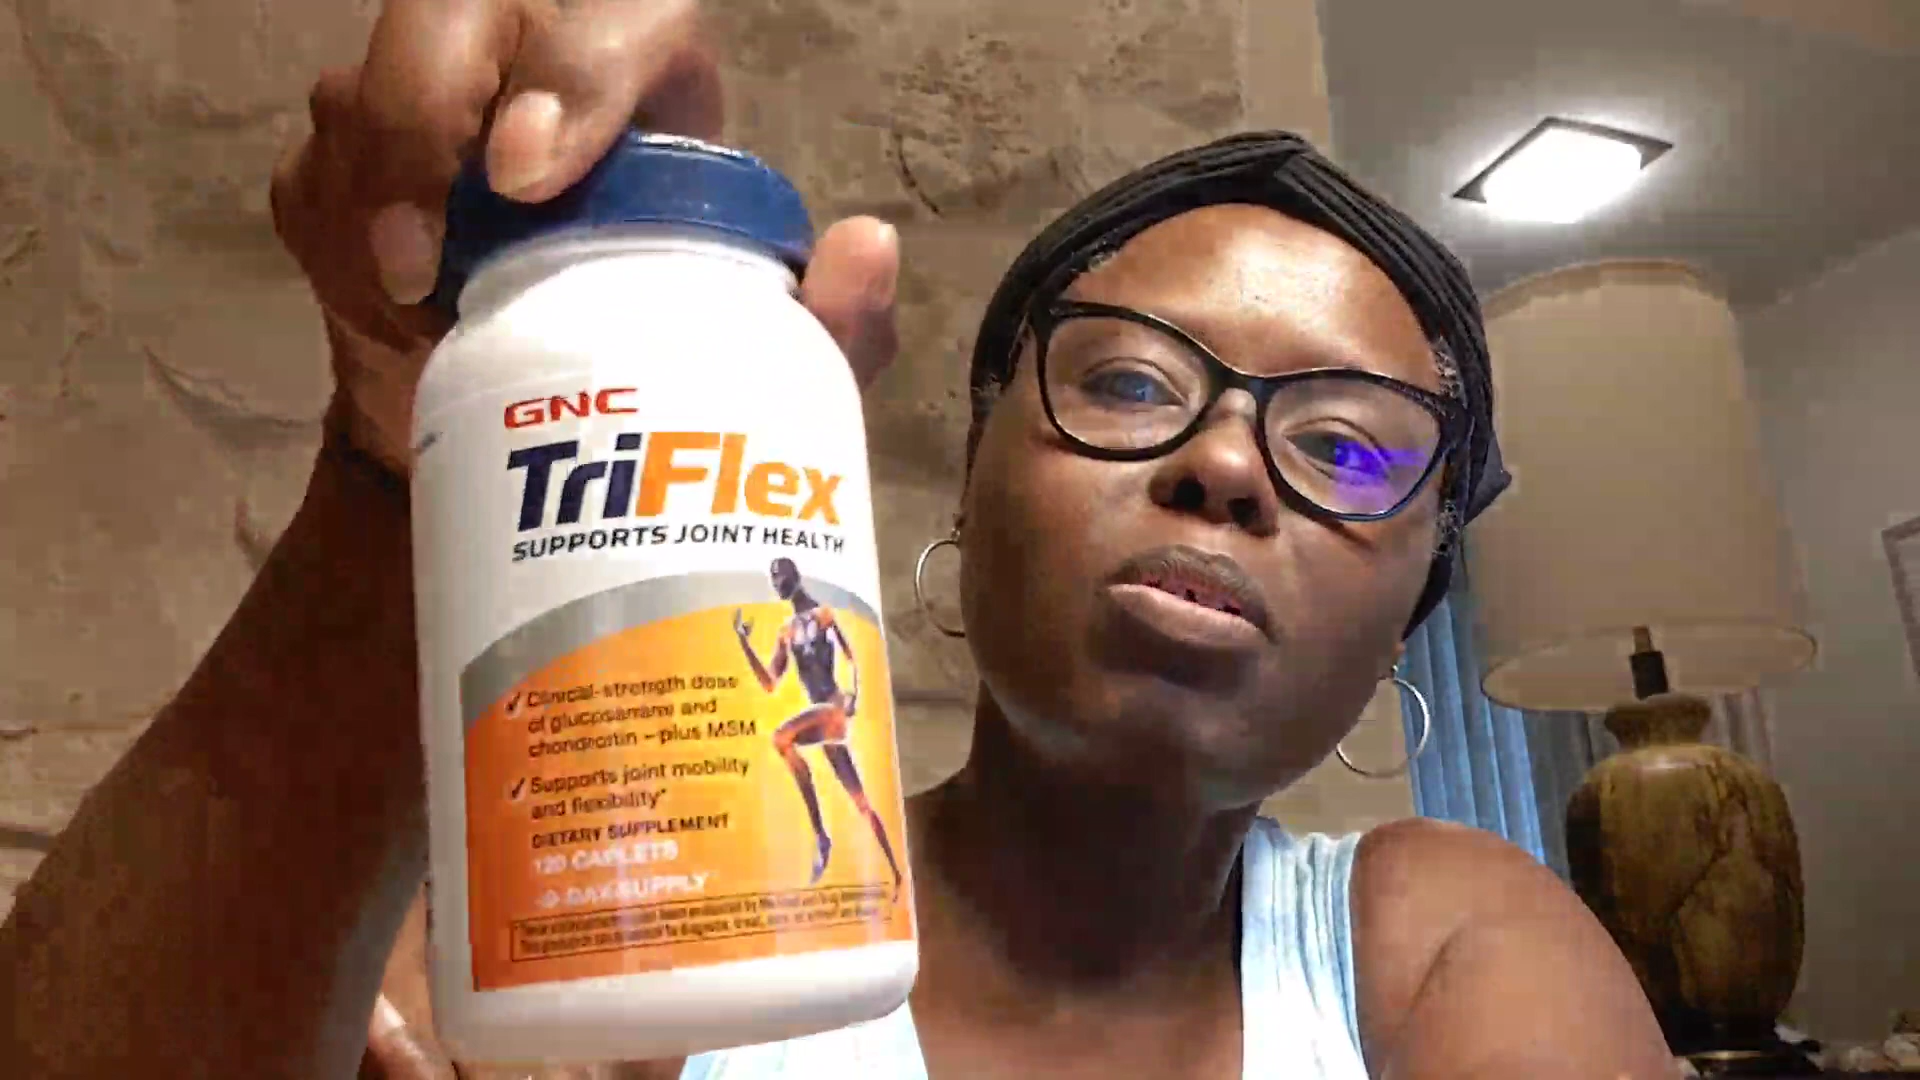 GNC
TriFlex
SUPPORTS JOINT HEALTH
✓ Clinical-strength dose
of glucosamine and
chondroitin – plus MSM
✓ Supports joint mobility
and flexibility*
DIETARY SUPPLEMENT
120 CAPLETS
DAY SUPPLY